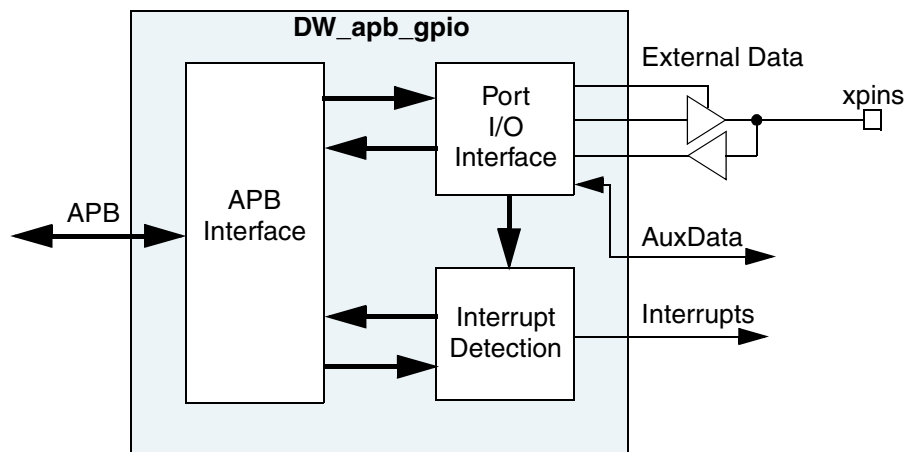 DW_apb_gpio
External Data
xpins
Port
I/O
Interface
APB
APB
Interface
AuxData
Interrupt
Detection
Interrupts